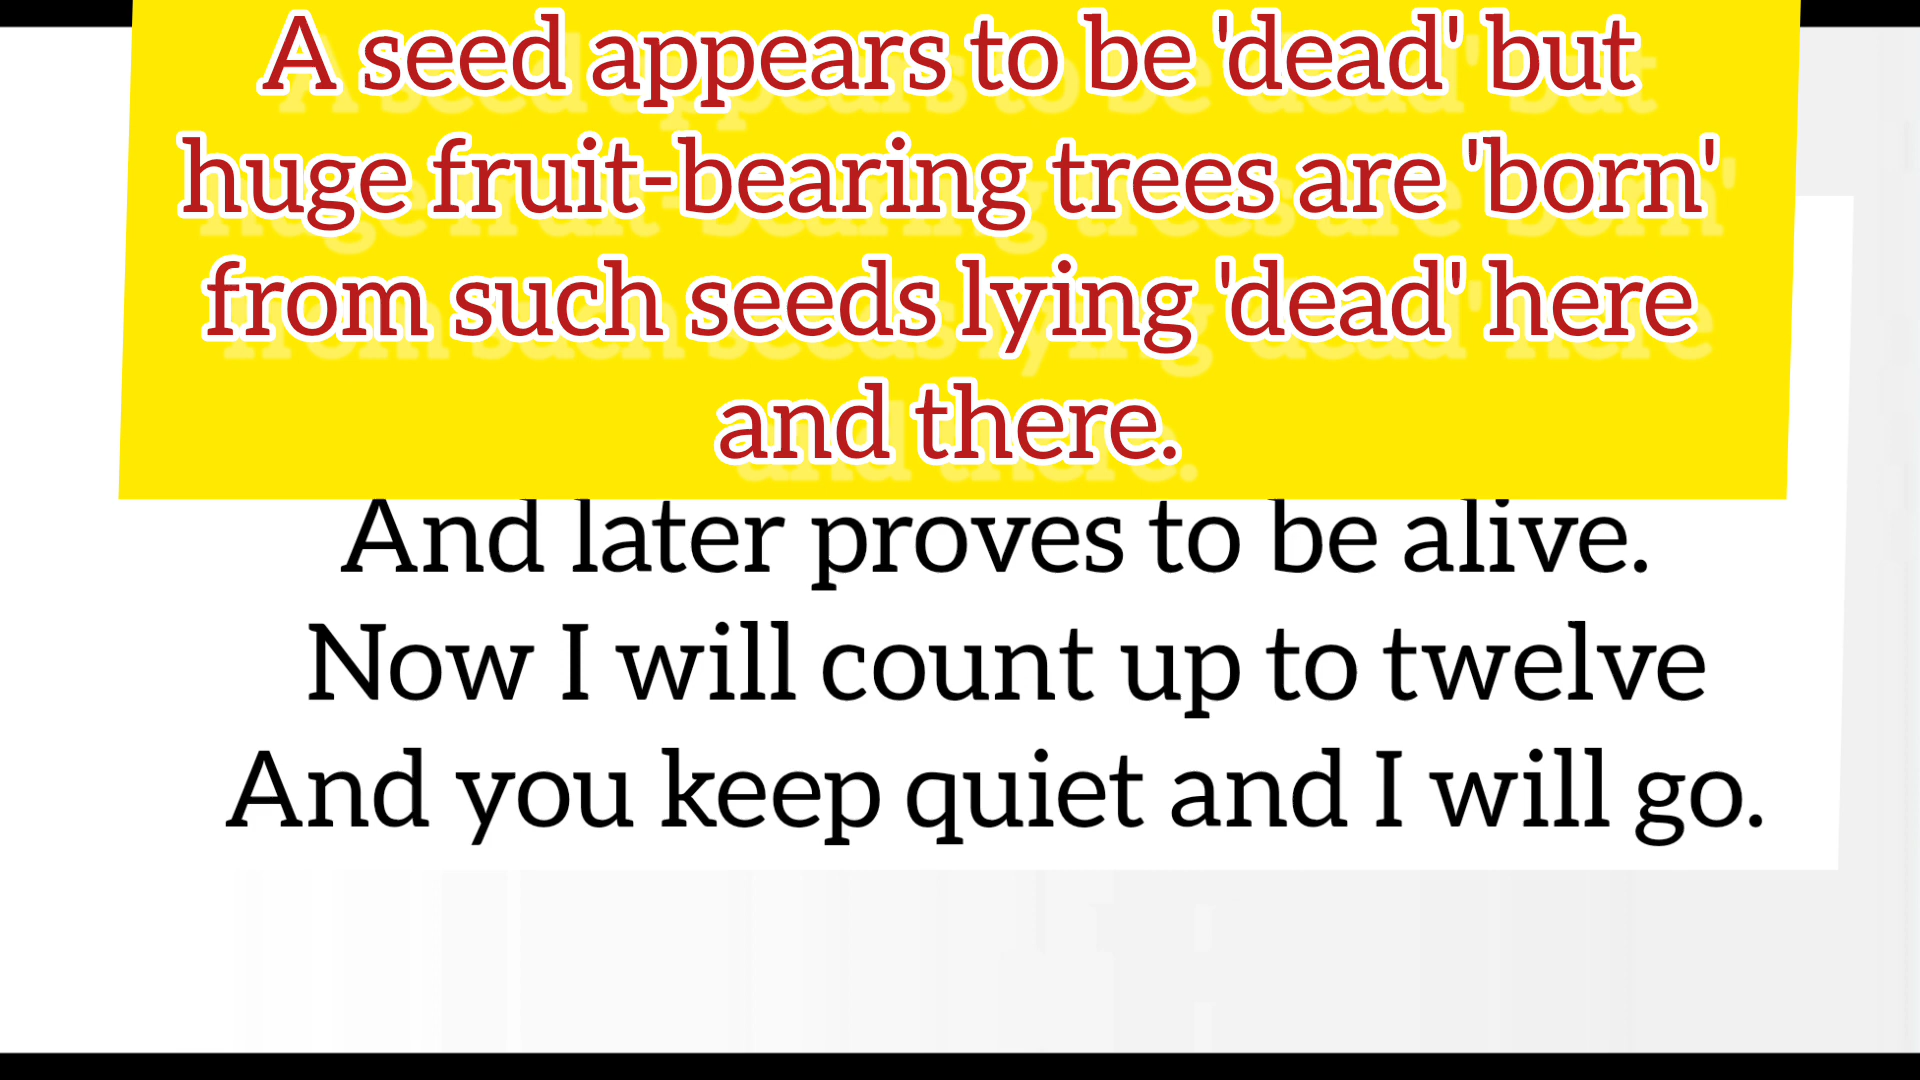 A seed appears to be 'dead' but
huge fruit-bearing trees are 'born'
from such seeds lying 'dead' here
and there.
And later proves to be alive.
Now I will count up to twelve
And you keep quiet and I will go.